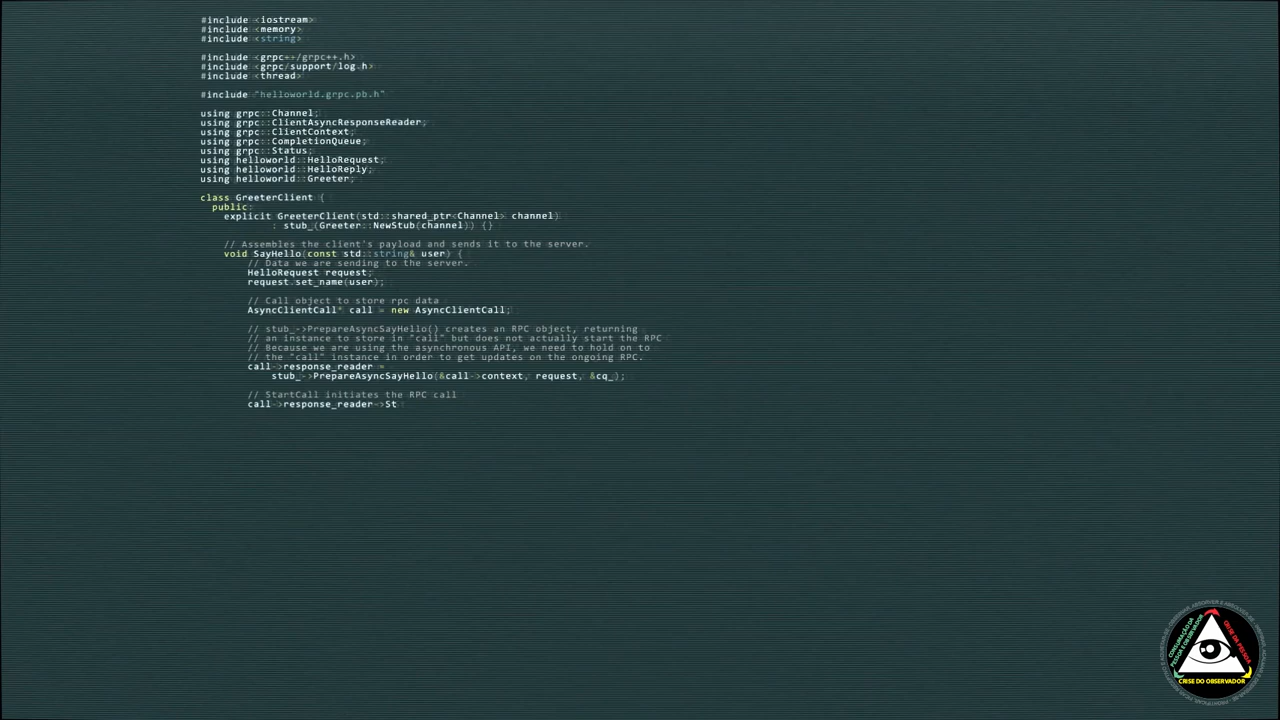 #include <iostream>
#include <memory>
#include <string>
#include <grpc++/grpc++.h>
#include <grpc/support/log.h>
#include <thread>
#include "helloworld.grpc.pb.h"
using grpc::Channel;
using grpc::ClientAsyncResponseReader;
using grpc::ClientContext;
using grpc::CompletionQueue;
using grpc::Status;
using helloworld::HelloRequest;
using helloworld::HelloReply;
using helloworld::Greeter;
class GreeterClient {
public:
explicit GreeterClient(std::shared_ptr<Channel> channel)
: stub_(Greeter::NewStub(channel)) {}
// Assembles the client's payload and sends it to the server.
void SayHello(const std::string& user) {
// Data we are sending to the server.
HelloRequest request;
request.set_name(user);
// Call object to store rpc data
AsyncClientCall* call = new AsyncClientCall;
// stub_->PrepareAsyncSayHello() creates an RPC object, returning
// an instance to store in "call" but does not actually start the RPC
// Because we are using the asynchronous API, we need to hold on to
// the "call" instance in order to get updates on the ongoing RPC.
call->response_reader =
stub_->PrepareAsyncSayHello(&call->context, request, &cq_);
// StartCall initiates the RPC call
call->response_reader->St
CRISE DA PESSOA
CRISE DO OBSERVADOR